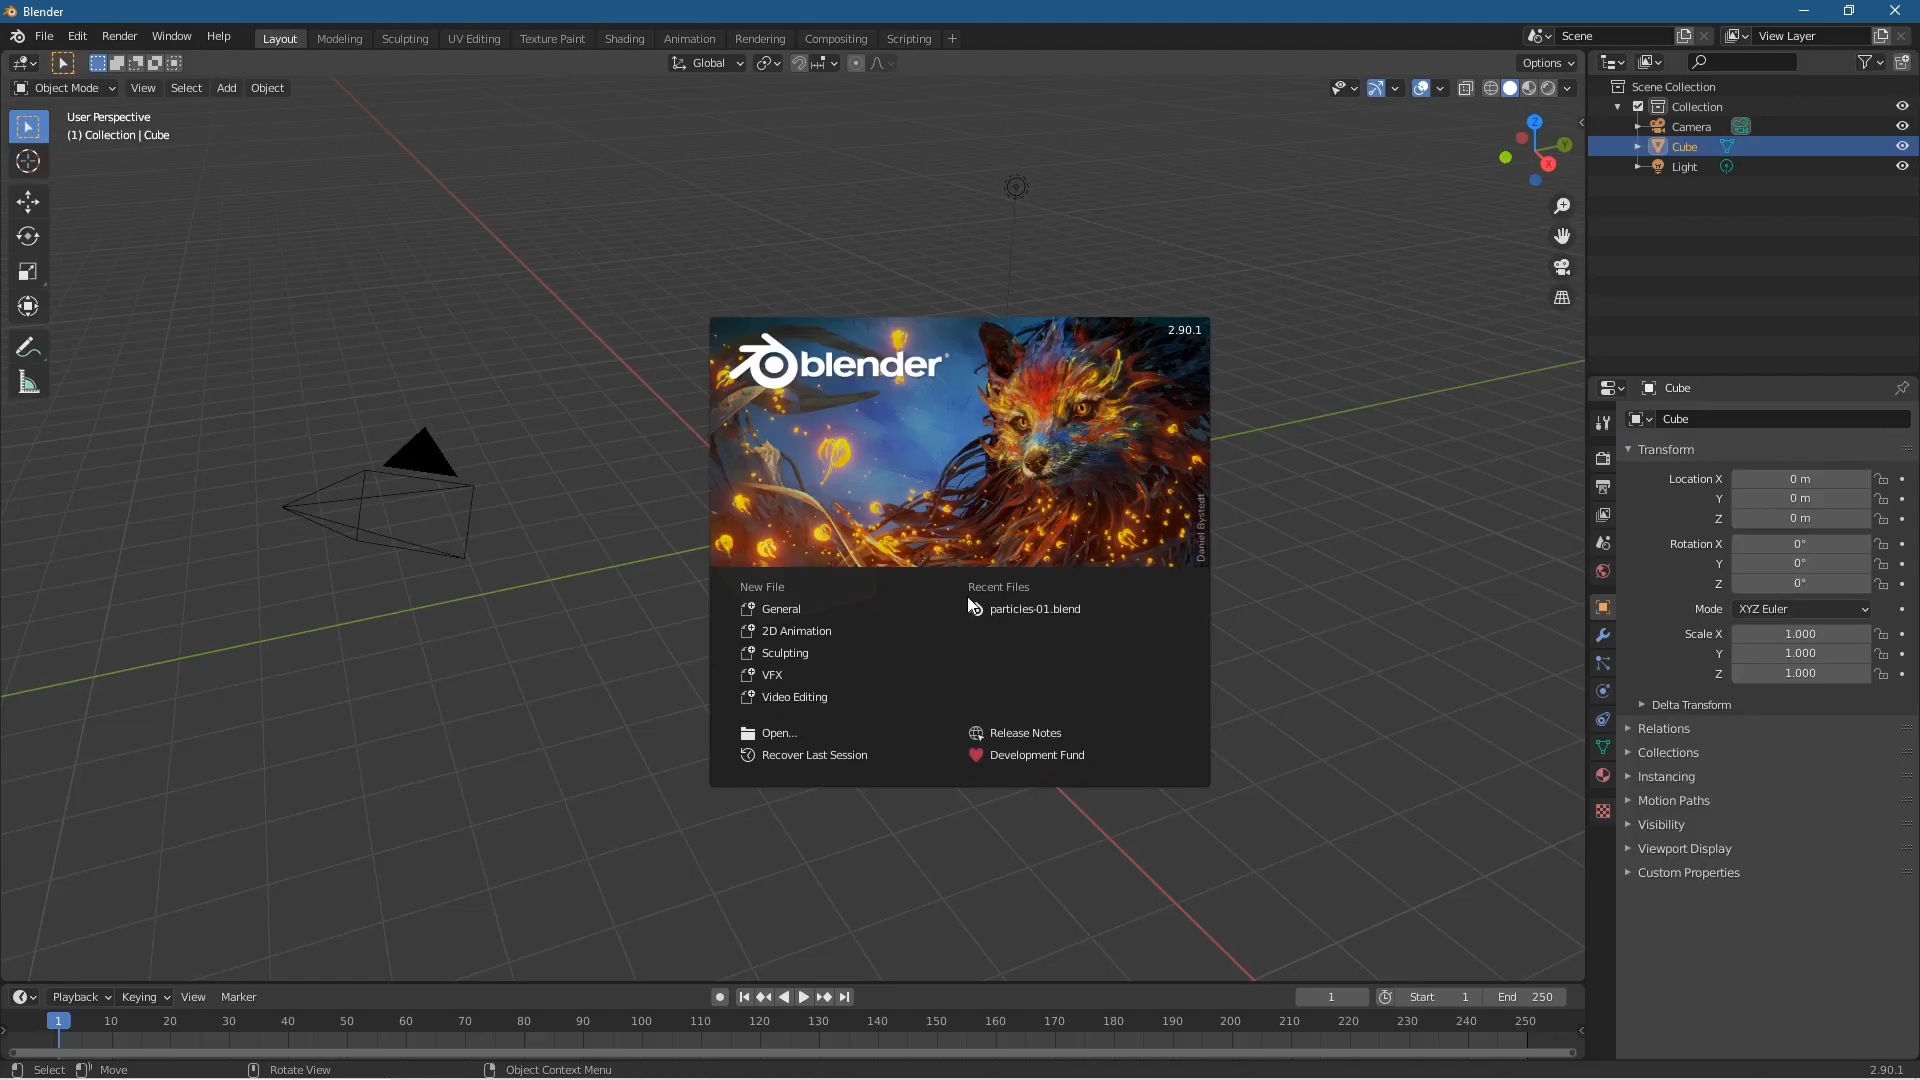 Blender
File Edit Render Window Help Layout Modeling Sculpting UV Editing Texture Paint Shading Animation Rendering Compositing Scripting + Scene View Layer
Global Options
Object Mode View Select Add Object
User Perspective
(1) Collection | Cube
Z
Y
X
Scene Collection
Collection
Camera
Cube
Light
2.90.1
blender
Daniel Bystedt
New File
General
2D Animation
Sculpting
VFX
Video Editing
Open...
Recover Last Session
Recent Files
particles-01.blend
Release Notes
Development Fund
Cube
Cube
Transform
Location X 0 m
Y 0 m
Z 0 m
Rotation X 0°
Y 0°
Z 0°
Mode XYZ Euler
Scale X 1.000
Y 1.000
Z 1.000
Delta Transform
Relations
Collections
Instancing
Motion Paths
Visibility
Viewport Display
Custom Properties
Playback Keying View Marker 1 Start 1 End 250
1 10 20 30 40 50 60 70 80 90 100 110 120 130 140 150 160 170 180 190 200 210 220 230 240 250
Select Move Rotate View Object Context Menu 2.90.1